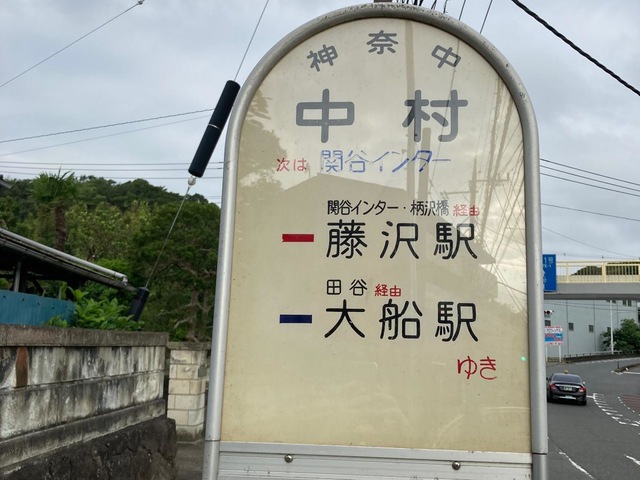 神奈中
中村
次は 関谷インター
関谷インター・柄沢橋 経由
藤沢駅
田谷 経由
大船駅
ゆき